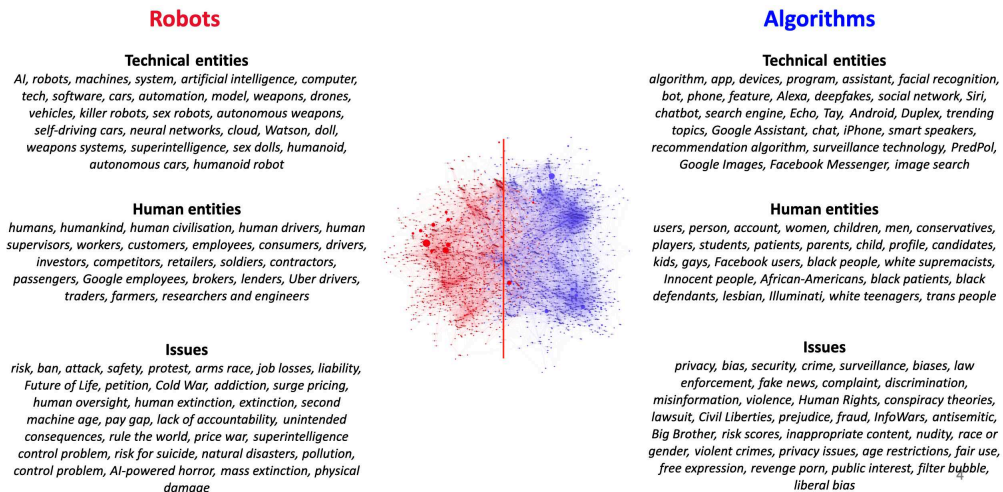 Robots
Technical entities
AI, robots, machines, system, artificial intelligence, computer,
tech, software, cars, automation, model, weapons, drones,
vehicles, killer robots, sex robots, autonomous weapons,
self-driving cars, neural networks, cloud, Watson, doll,
weapons systems, superintelligence, sex dolls, humanoid,
autonomous cars, humanoid robot
Human entities
humans, humankind, human civilisation, human drivers, human
supervisors, workers, customers, employees, consumers, drivers,
investors, competitors, retailers, soldiers, contractors,
passengers, Google employees, brokers, lenders, Uber drivers,
traders, farmers, researchers and engineers
Issues
risk, ban, attack, safety, protest, arms race, job losses, liability,
Future of Life, petition, Cold War, addiction, surge pricing,
human oversight, human extinction, extinction, second
machine age, pay gap, lack of accountability, unintended
consequences, rule the world, price war, superintelligence
control problem, risk for suicide, natural disasters, pollution,
control problem, AI-powered horror, mass extinction, physical
damage
Algorithms
Technical entities
algorithm, app, devices, program, assistant, facial recognition,
bot, phone, feature, Alexa, deepfakes, social network, Siri,
chatbot, search engine, Echo, Tay, Android, Duplex, trending
topics, Google Assistant, chat, iPhone, smart speakers,
recommendation algorithm, surveillance technology, PredPol,
Google Images, Facebook Messenger, image search
Human entities
users, person, account, women, children, men, conservatives,
players, students, patients, parents, child, profile, candidates,
kids, gays, Facebook users, black people, white supremacists,
Innocent people, African-Americans, black patients, black
defendants, lesbian, Illuminati, white teenagers, trans people
Issues
privacy, bias, security, crime, surveillance, biases, law
enforcement, fake news, complaint, discrimination,
misinformation, violence, Human Rights, conspiracy theories,
lawsuit, Civil Liberties, prejudice, fraud, InfoWars, antisemitic,
Big Brother, risk scores, inappropriate content, nudity, race or
gender, violent crimes, privacy issues, age restrictions, fair use,
free expression, revenge porn, public interest, filter bubble,
liberal bias
4